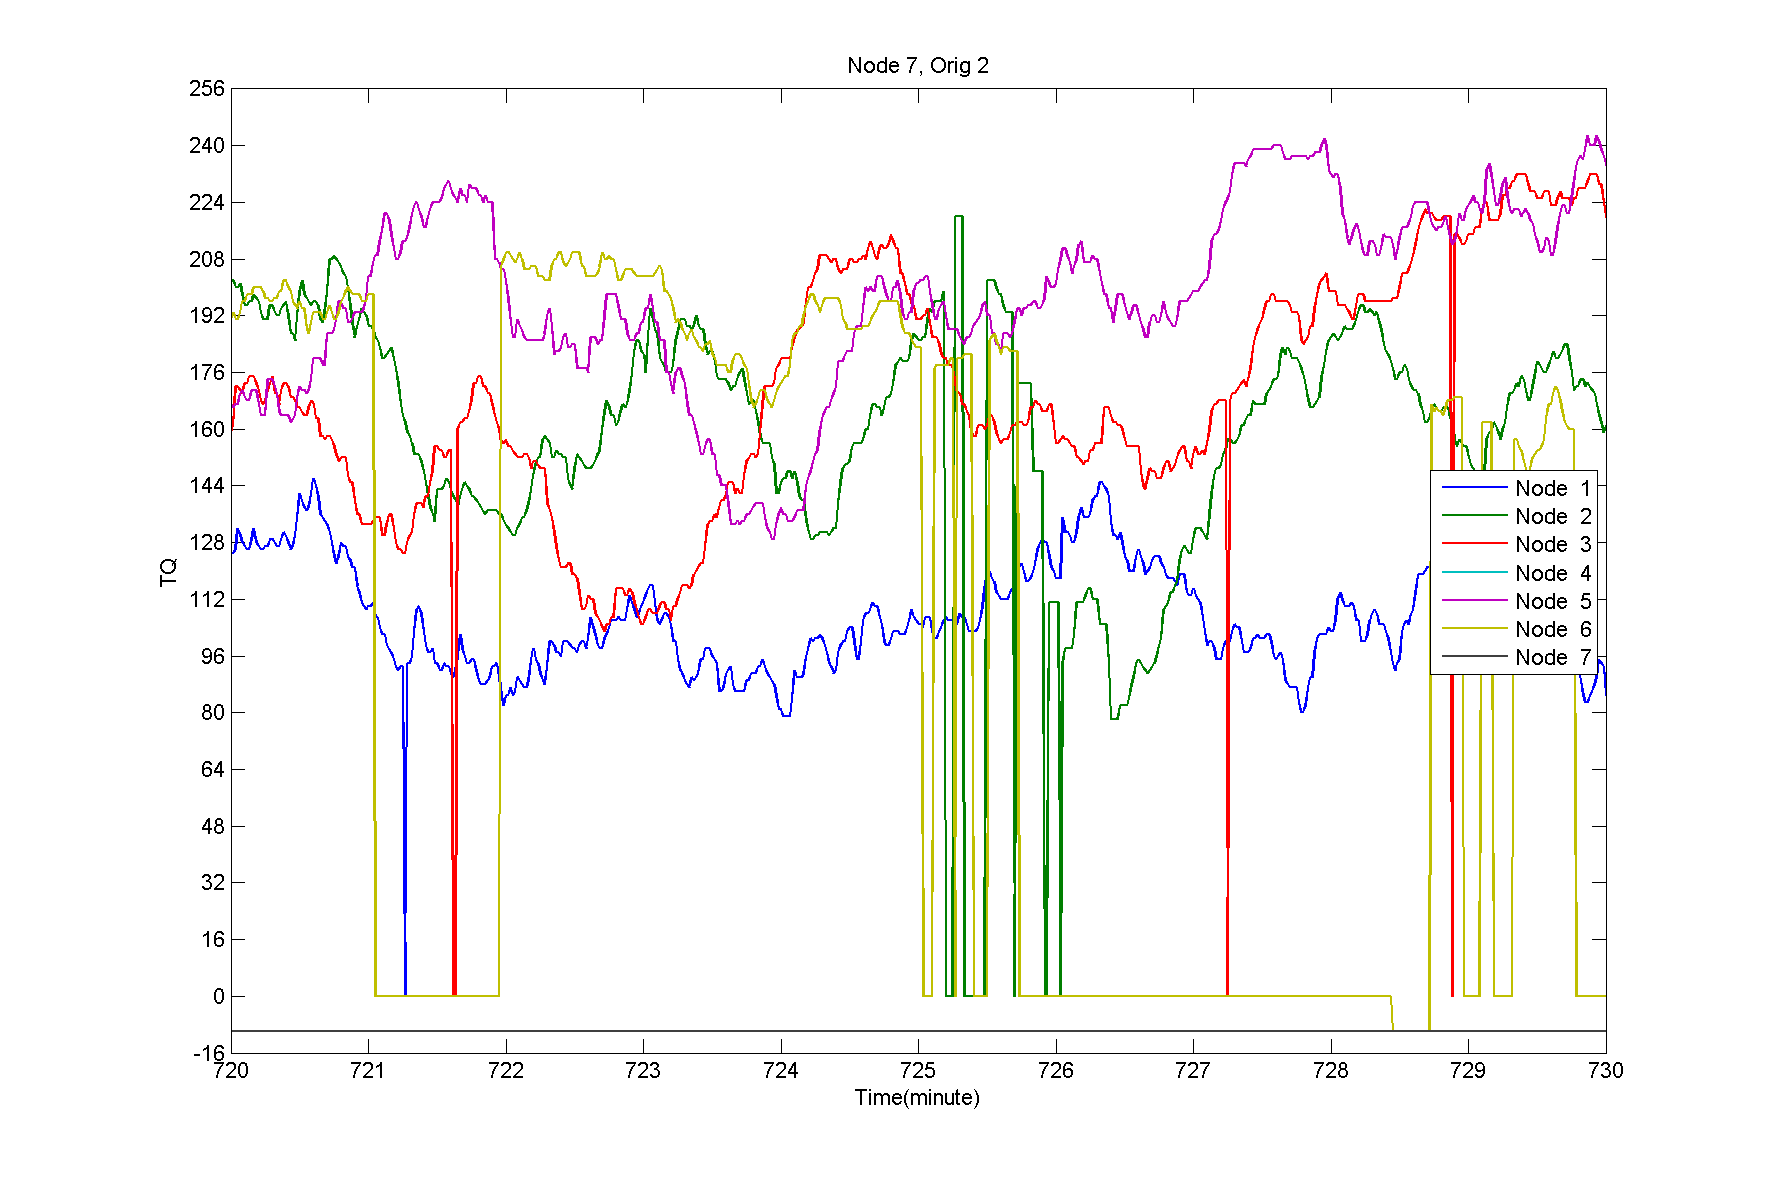 Node 7, Orig 2
256
240
224
208
192
176
160
144
128
112
96
80
64
48
32
16
0
-16
TQ
Node 1
Node 2
Node 3
Node 4
Node 5
Node 6
Node 7
720 721 722 723 724 725 726 727 728 729 730
Time(minute)